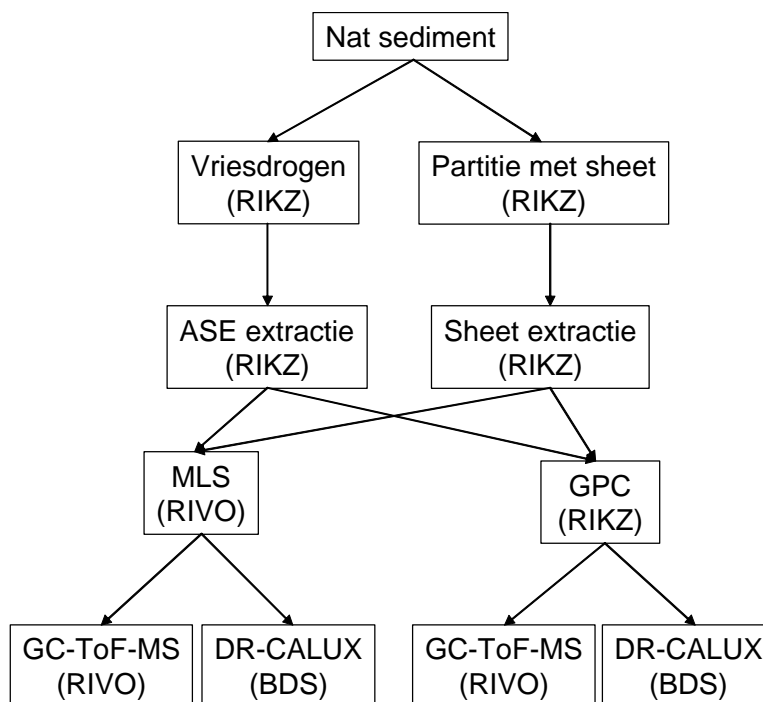 Nat sediment
Vriesdrogen
(RIKZ)
Partitie met sheet
(RIKZ)
ASE extractie
(RIKZ)
Sheet extractie
(RIKZ)
MLS
(RIVO)
GPC
(RIKZ)
GC-ToF-MS
(RIVO)
DR-CALUX
(BDS)
GC-ToF-MS
(RIVO)
DR-CALUX
(BDS)